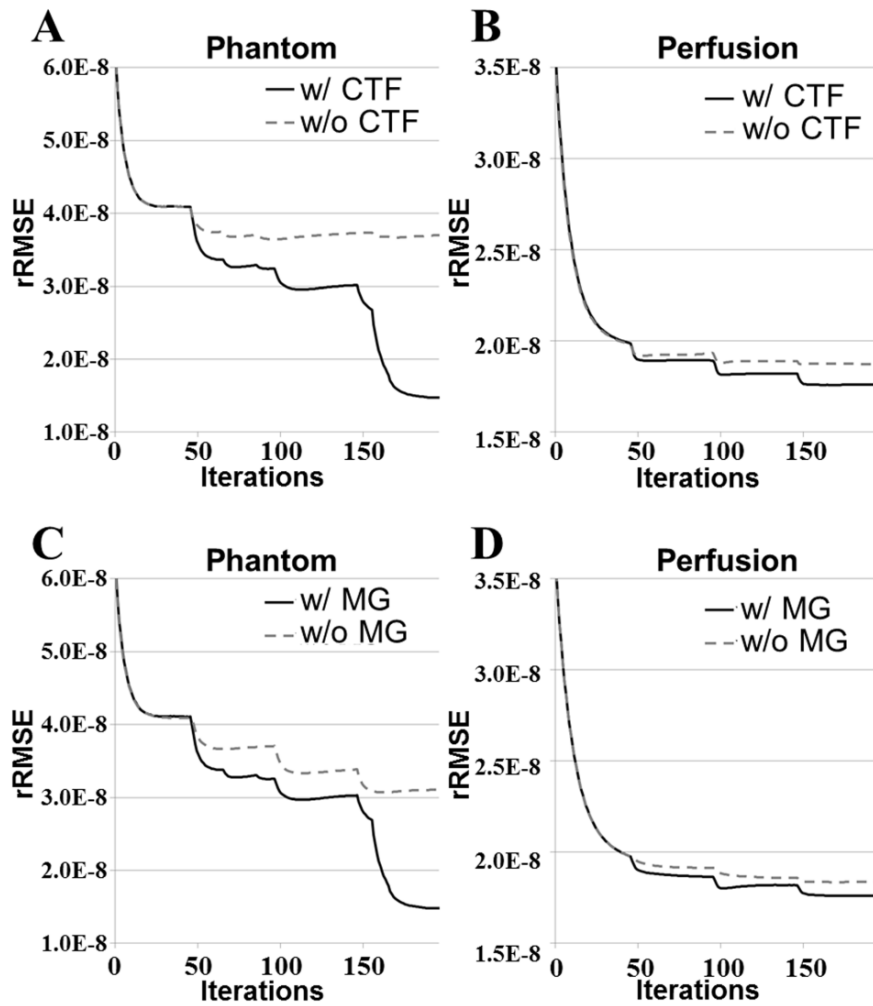 A
Phantom
6.0E-8
5.0E-8
4.0E-8
3.0E-8
2.0E-8
1.0E-8
rRMSE
w/ CTF
w/o CTF
0 50 100 150
Iterations
B
Perfusion
3.5E-8
3.0E-8
2.5E-8
2.0E-8
1.5E-8
rRMSE
w/ CTF
w/o CTF
0 50 100 150
Iterations
C
Phantom
6.0E-8
5.0E-8
4.0E-8
3.0E-8
2.0E-8
1.0E-8
rRMSE
w/ MG
w/o MG
0 50 100 150
Iterations
D
Perfusion
3.5E-8
3.0E-8
2.5E-8
2.0E-8
1.5E-8
rRMSE
w/ MG
w/o MG
0 50 100 150
Iterations